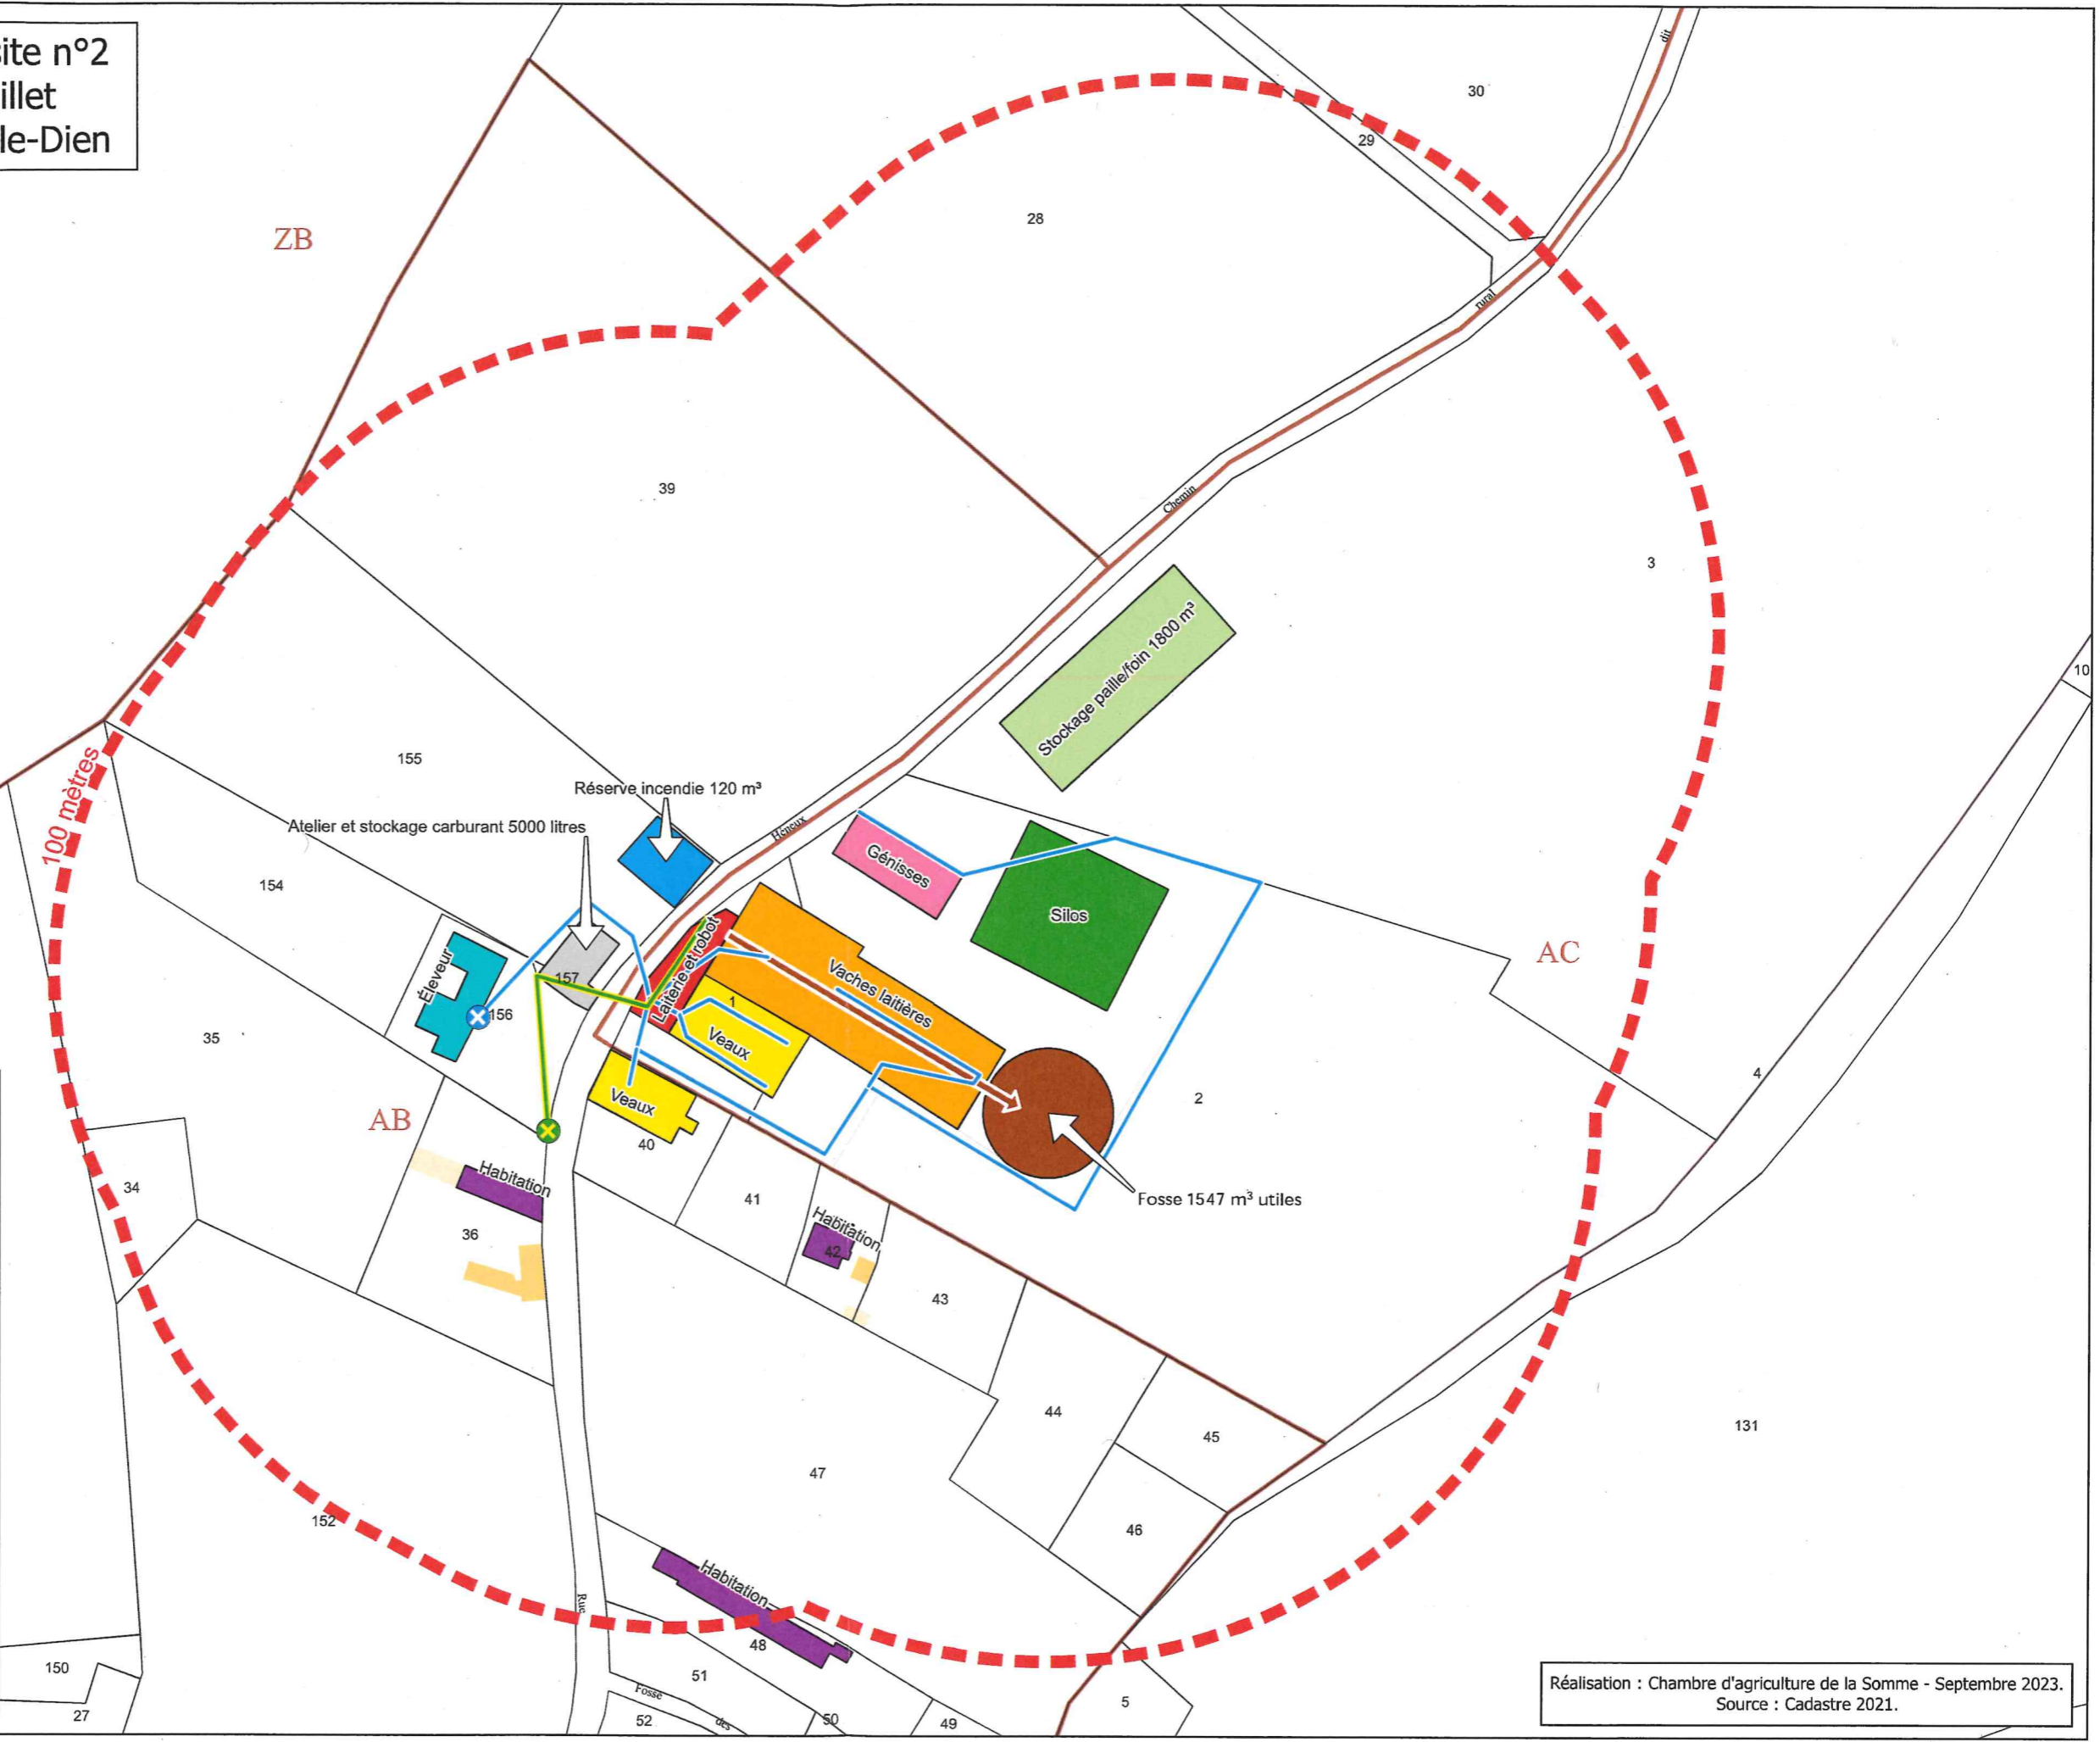 site n°2
illet
le-Dien
ZB
30
dit
29
28
rural
39
Chemin
3
10
Stockage paille/foin 1800 m³
100 mètres
155
Réserve incendie 120 m³
Atelier et stockage carburant 5000 litres
Héneux
Génisses
154
Silos
AC
Éleveur
157
Laiterie et robot
Vaches laitières
1
156
35
Veaux
4
2
Veaux
AB
40
34
Habitation
41
Fosse 1547 m³ utiles
36
Habitation
42
43
44
45
131
47
46
152
Habitation
Rue
48
150
51
Fosse
des
27
52
50
49
5
Réalisation : Chambre d'agriculture de la Somme - Septembre 2023.
Source : Cadastre 2021.